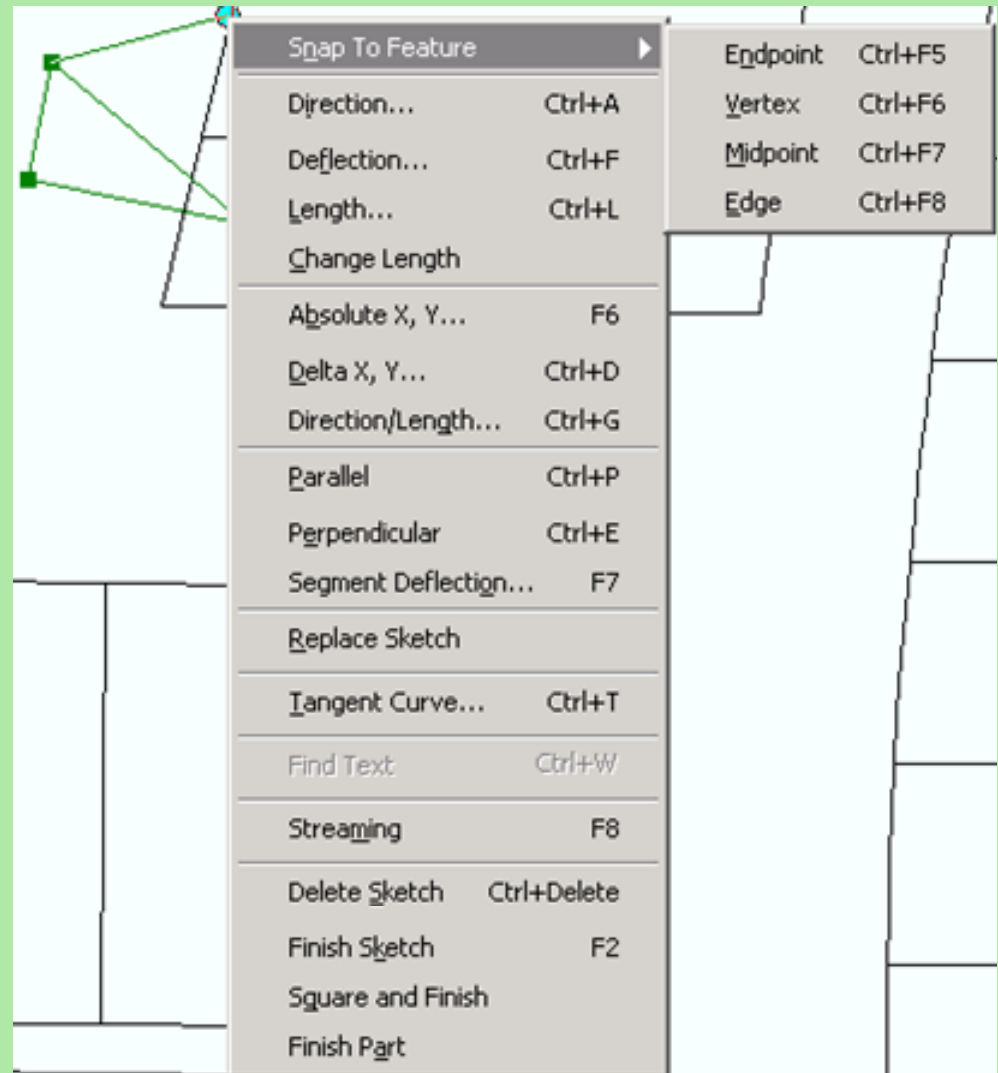 Snap To Feature
Endpoint Ctrl+F5
Vertex Ctrl+F6
Midpoint Ctrl+F7
Edge Ctrl+F8
Direction... Ctrl+A
Deflection... Ctrl+F
Length... Ctrl+L
Change Length
Absolute X, Y... F6
Delta X, Y... Ctrl+D
Direction/Length... Ctrl+G
Parallel Ctrl+P
Perpendicular Ctrl+E
Segment Deflection... F7
Replace Sketch
Tangent Curve... Ctrl+T
Find Text Ctrl+W
Streaming F8
Delete Sketch Ctrl+Delete
Finish Sketch F2
Square and Finish
Finish Part